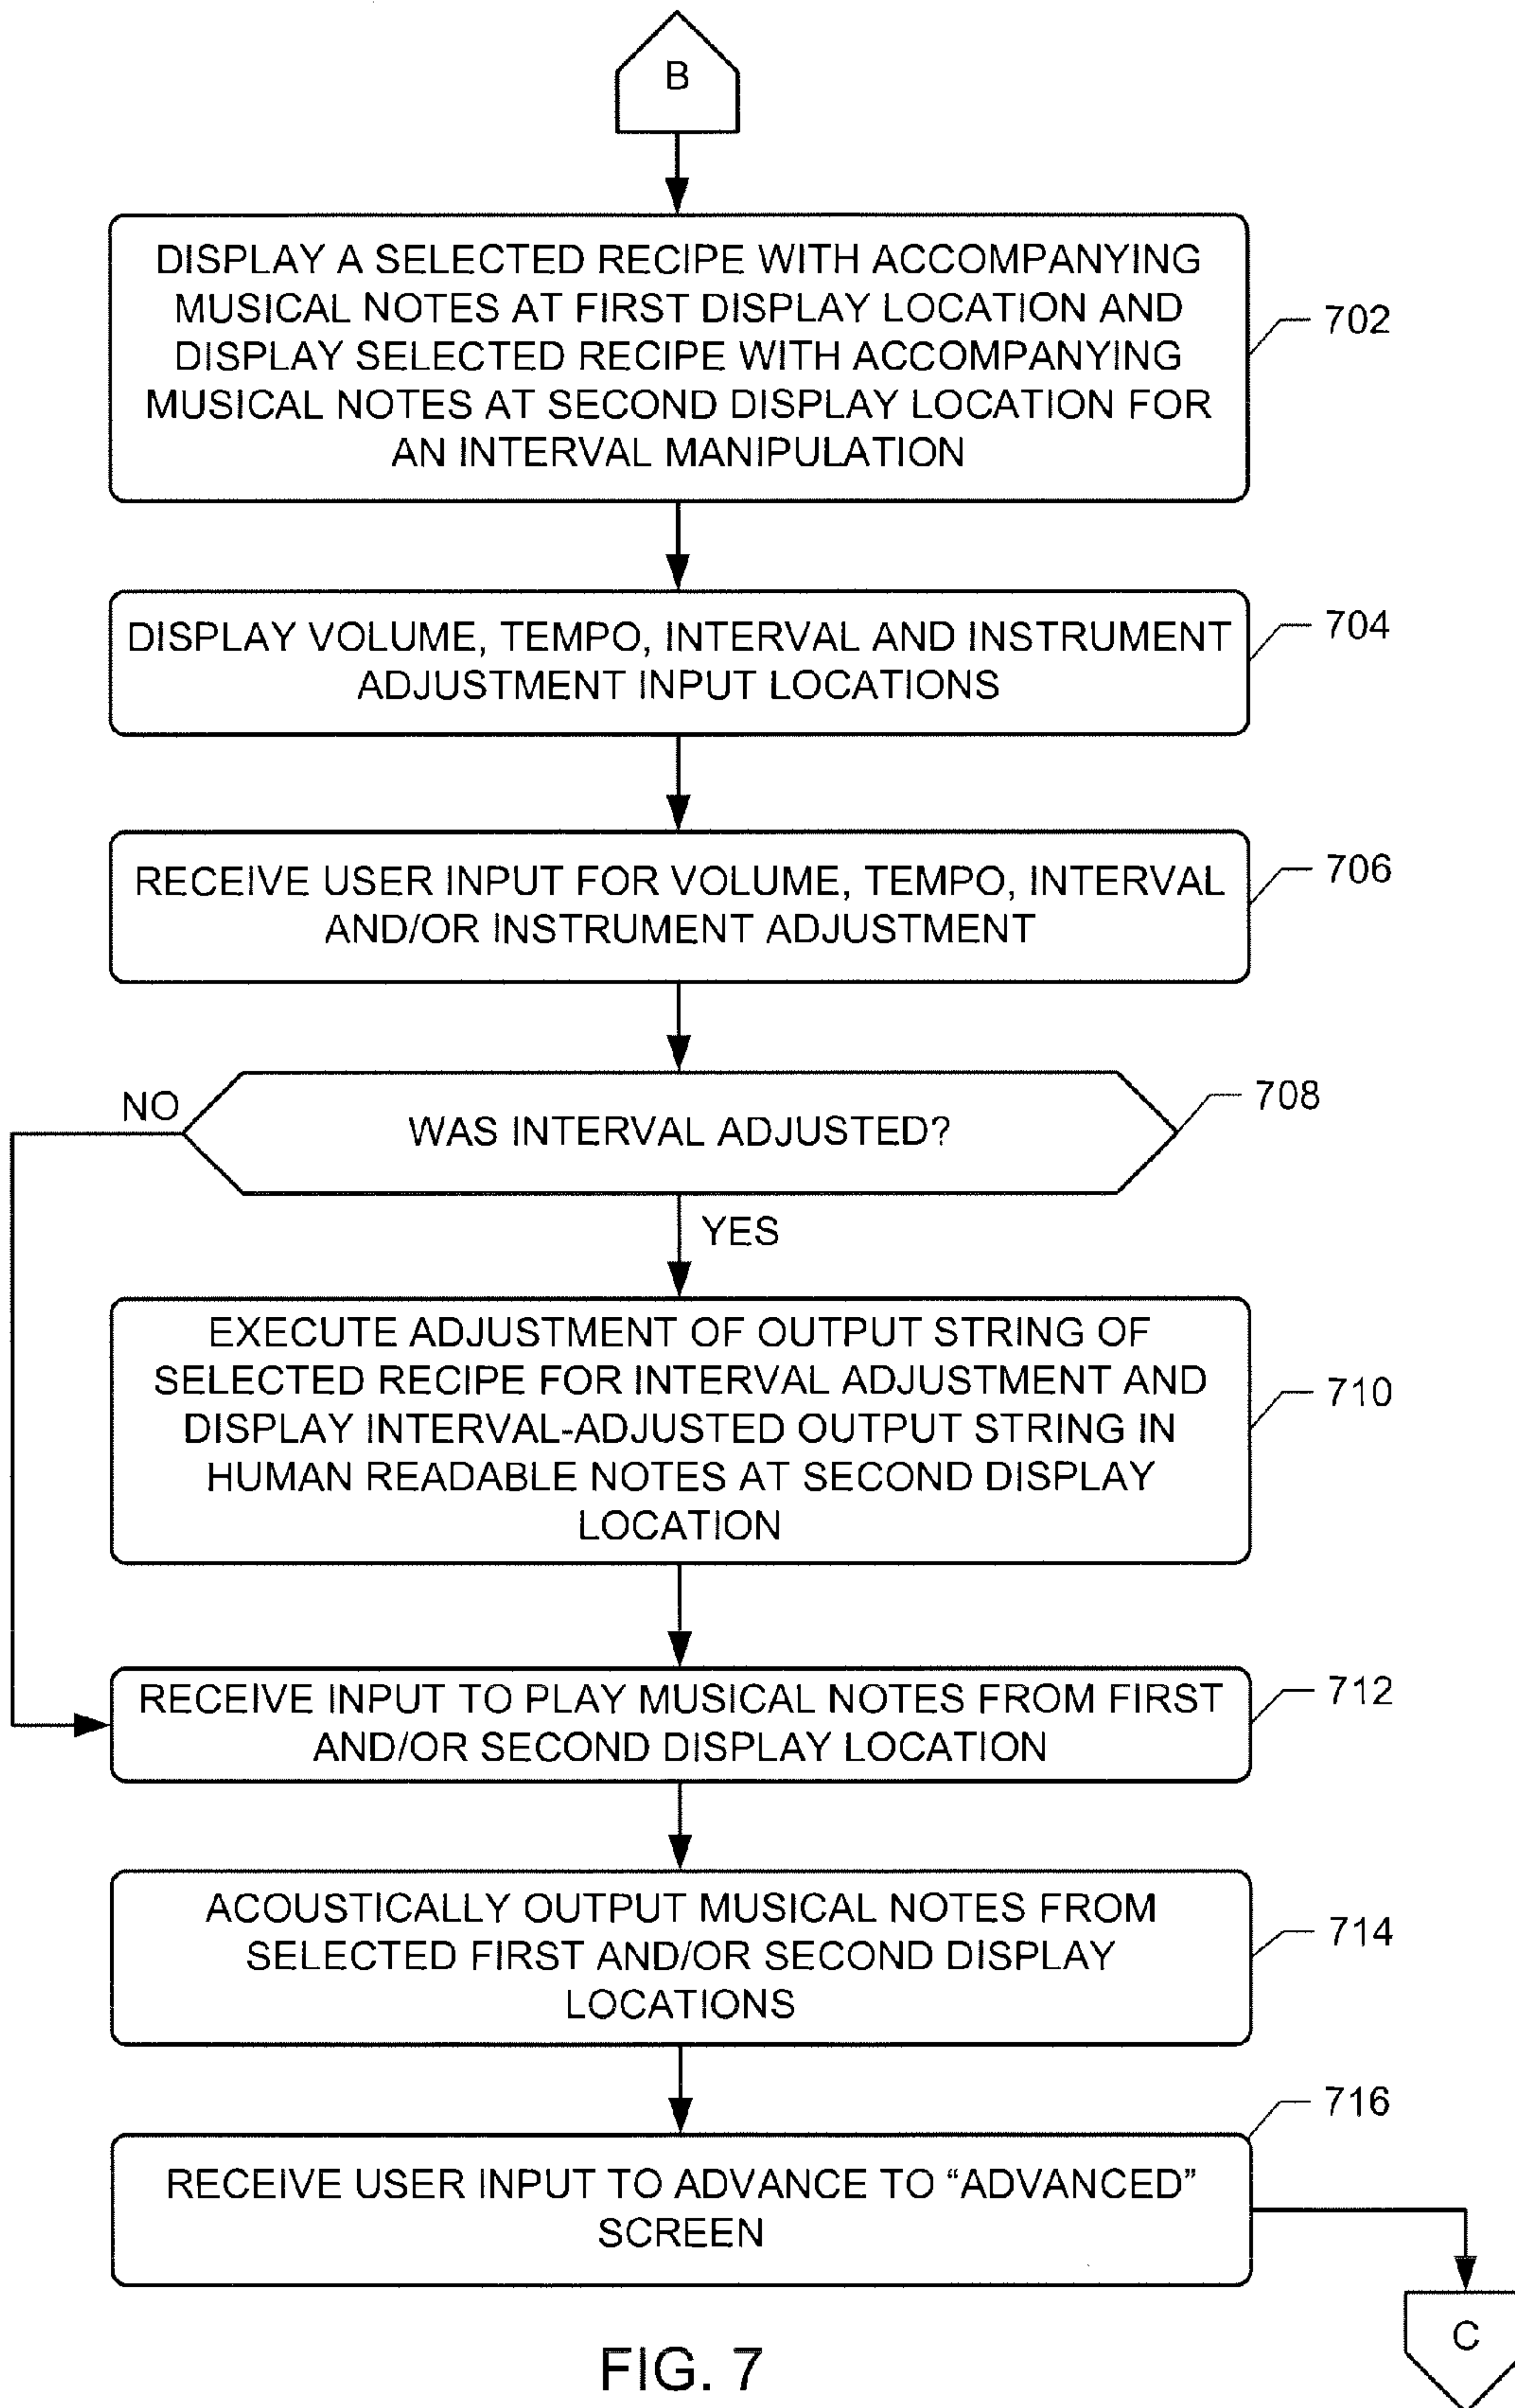 B
DISPLAY A SELECTED RECIPE WITH ACCOMPANYING
MUSICAL NOTES AT FIRST DISPLAY LOCATION AND
DISPLAY SELECTED RECIPE WITH ACCOMPANYING
MUSICAL NOTES AT SECOND DISPLAY LOCATION FOR
AN INTERVAL MANIPULATION
702
DISPLAY VOLUME, TEMPO, INTERVAL AND INSTRUMENT
ADJUSTMENT INPUT LOCATIONS
704
RECEIVE USER INPUT FOR VOLUME, TEMPO, INTERVAL
AND/OR INSTRUMENT ADJUSTMENT
706
NO
WAS INTERVAL ADJUSTED?
708
YES
EXECUTE ADJUSTMENT OF OUTPUT STRING OF
SELECTED RECIPE FOR INTERVAL ADJUSTMENT AND
DISPLAY INTERVAL-ADJUSTED OUTPUT STRING IN
HUMAN READABLE NOTES AT SECOND DISPLAY
LOCATION
710
RECEIVE INPUT TO PLAY MUSICAL NOTES FROM FIRST
AND/OR SECOND DISPLAY LOCATION
712
ACOUSTICALLY OUTPUT MUSICAL NOTES FROM
SELECTED FIRST AND/OR SECOND DISPLAY
LOCATIONS
714
RECEIVE USER INPUT TO ADVANCE TO “ADVANCED”
SCREEN
716
C
FIG. 7